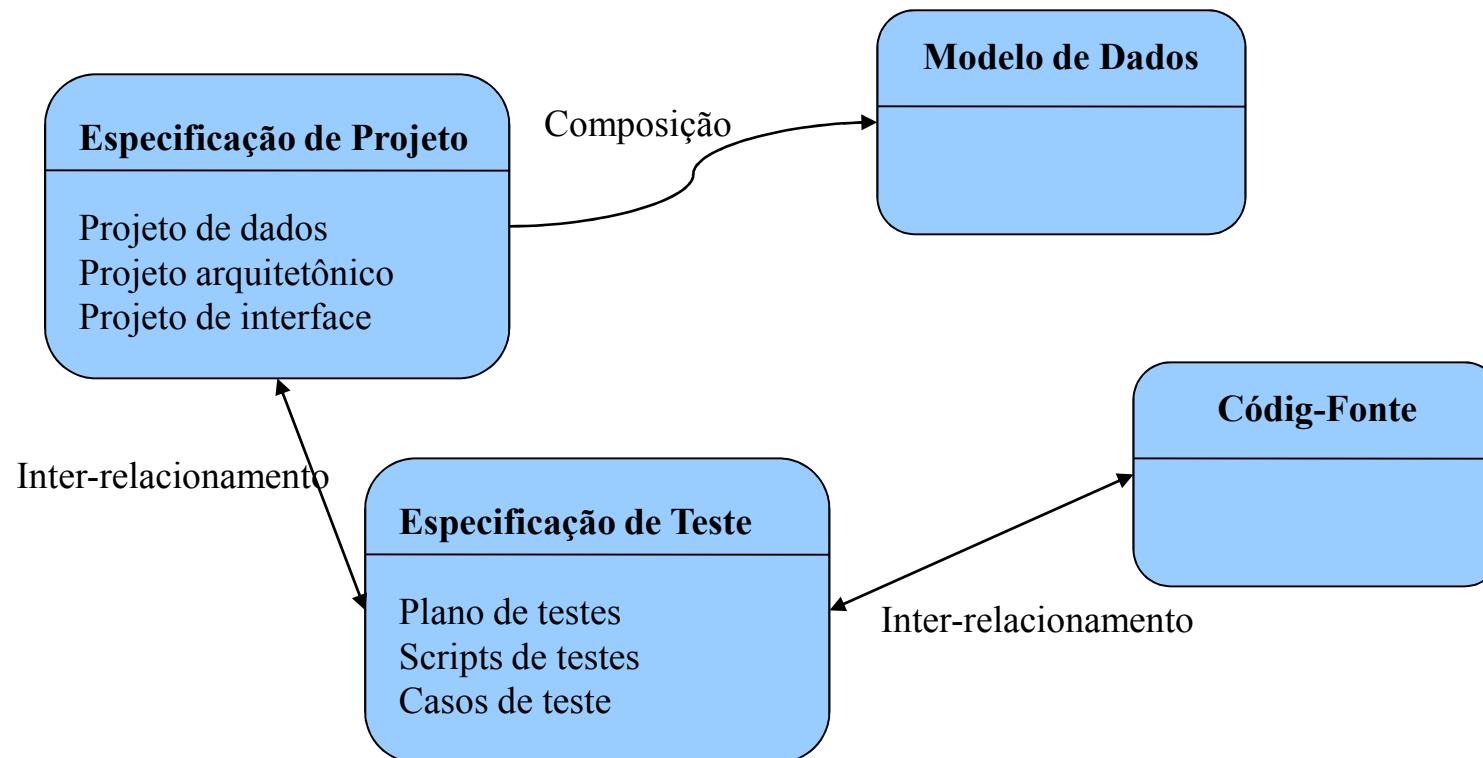 Modelo de Dados
Especificação de Projeto
Composição
Projeto de dados
Projeto arquitetônico
Projeto de interface
Códig-Fonte
Inter-relacionamento
Especificação de Teste
Plano de testes
Scripts de testes
Casos de teste
Inter-relacionamento